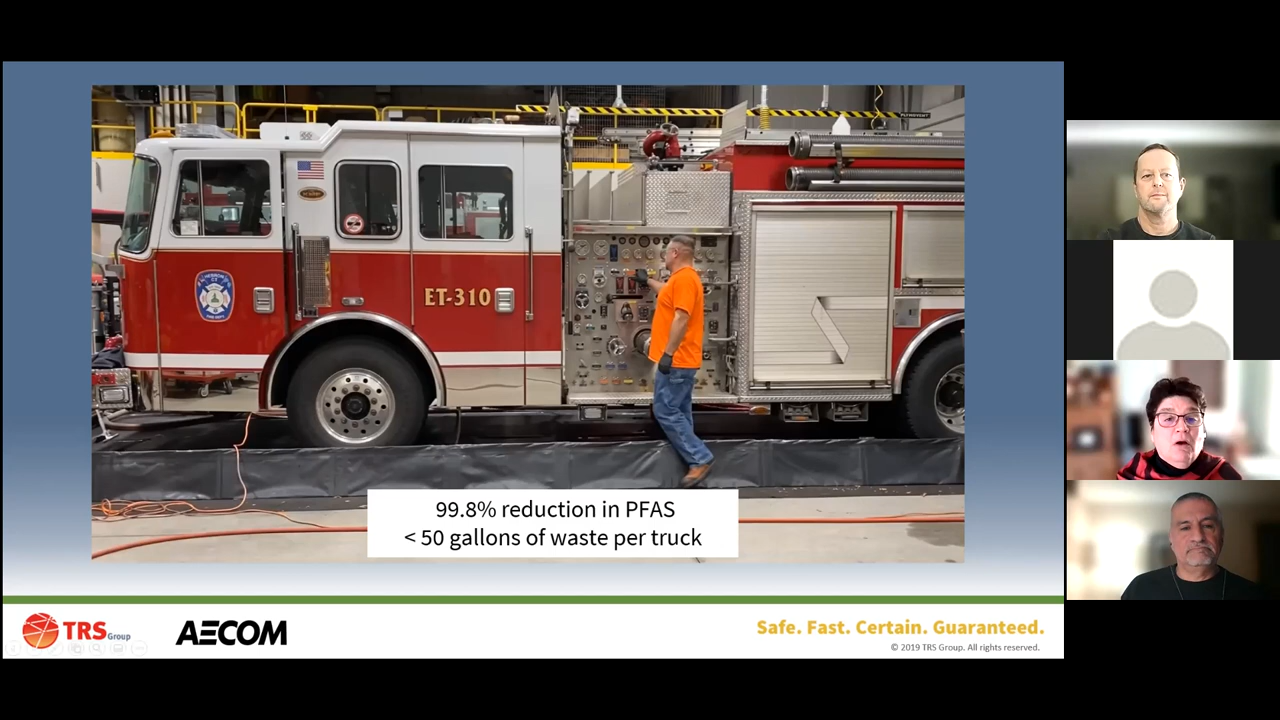 ET-310
99.8% reduction in PFAS
< 50 gallons of waste per truck
TRS Group
AECOM
Safe. Fast. Certain. Guaranteed.
© 2019 TRS Group. All rights reserved.